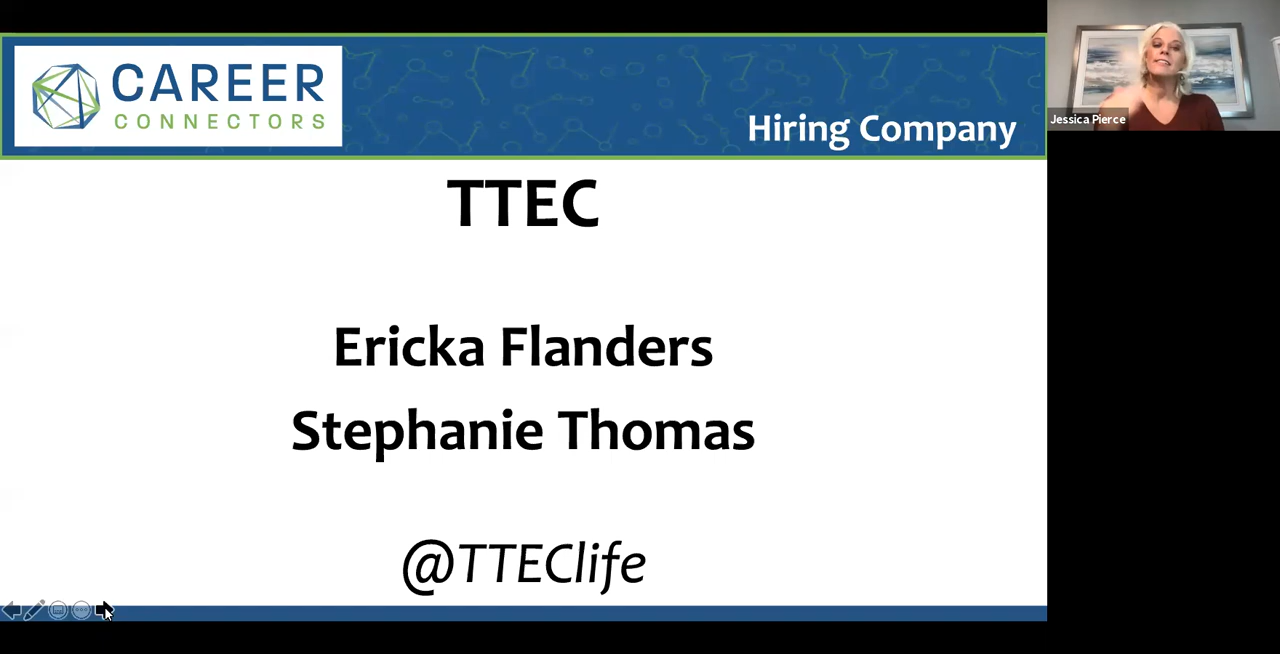 CAREER
CONNECTORS
Hiring Company
Jessica Pierce
TTEC
Ericka Flanders
Stephanie Thomas
@TTEClife